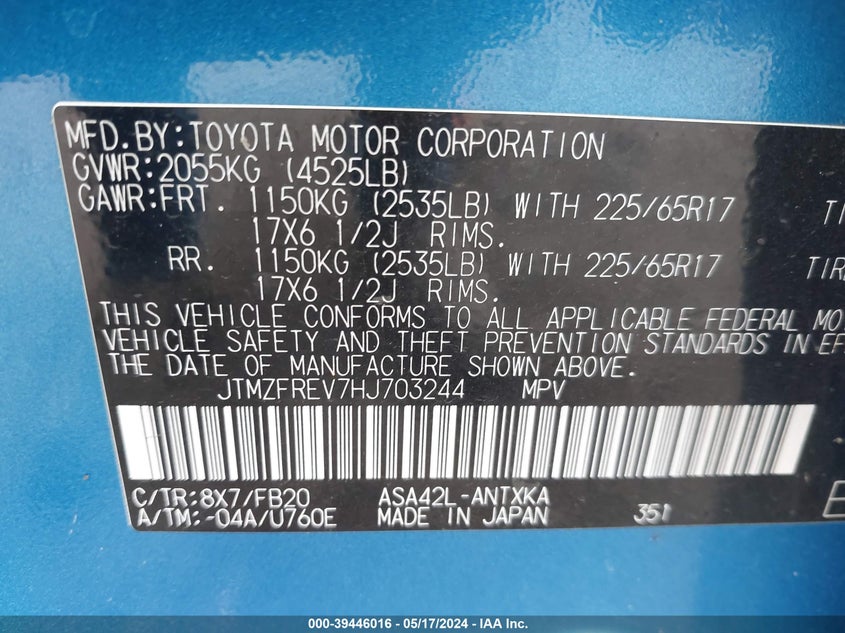 MFD.BY:TOYOTA MOTOR CORPORATION
GVWR:2055KG (4525LB)
GAWR:FRT. 1150KG (2535LB) WITH 225/65R17
17X6 1/2J RIMS.
RR. 1150KG (2535LB) WITH 225/65R17
17X6 1/2J RIMS.
THIS VEHICLE CONFORMS TO ALL APPLICABLE FEDERAL
VEHICLE SAFETY AND THEFT PREVENTION STANDARDS IN
THE DATE OF MANUFACTURE SHOWN ABOVE.
JTMZFREV7HJ703244 MPV
C/TR:8X7/FB20 ASA42L-ANTXKA
A/TM:-04A/U760E MADE IN JAPAN 351
000-39446016 - 05/17/2024 - IAA Inc.